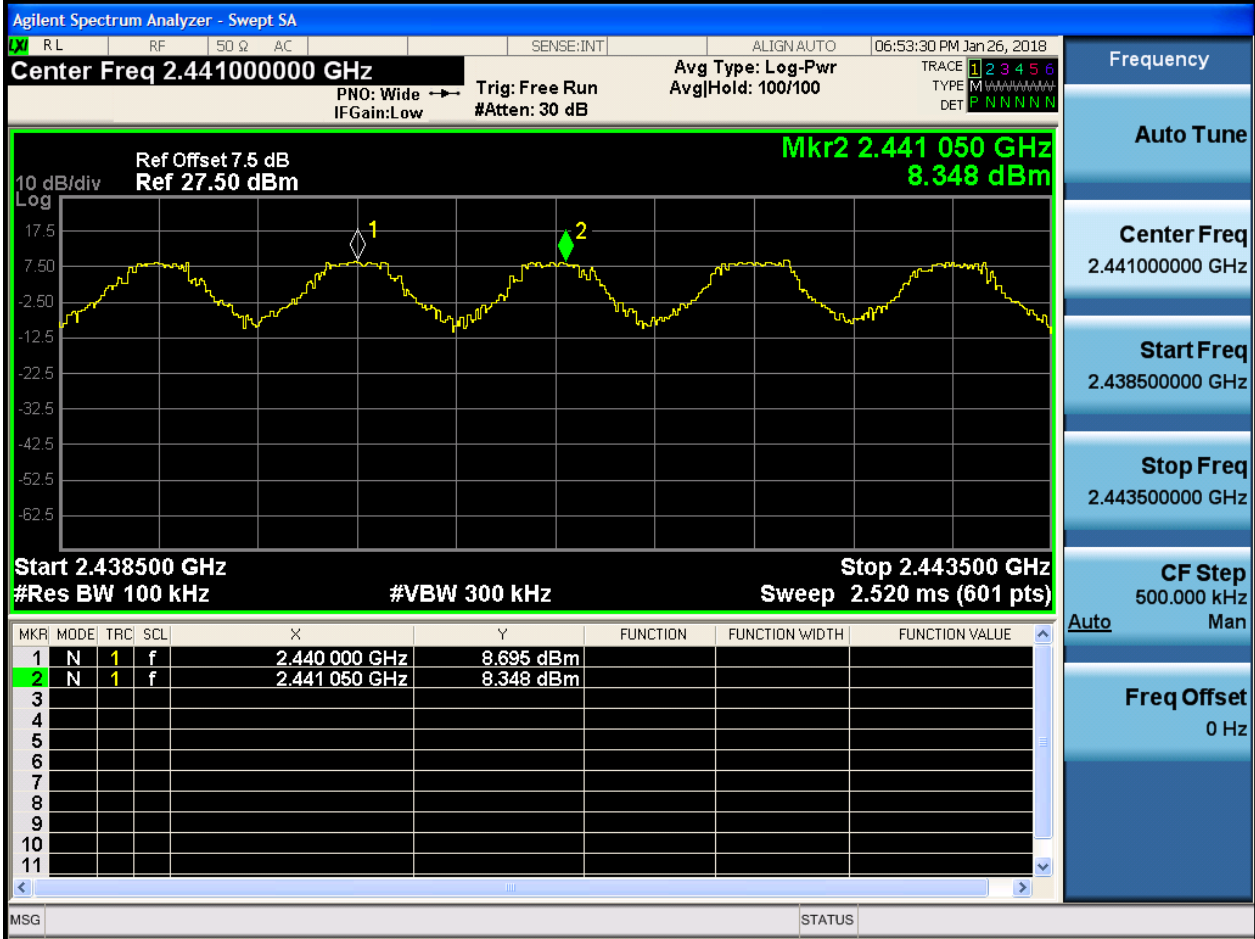 Agilent Spectrum Analyzer - Swept SA
LXI RL RF 50 Ω AC SENSE:INT ALIGN AUTO 06:53:30 PM Jan 26, 2018
Center Freq 2.441000000 GHz
PNO: Wide
IFGain:Low
Trig: Free Run
#Atten: 30 dB
Avg Type: Log-Pwr
Avg|Hold: 100/100
TRACE 1 2 3 4 5 6
TYPE M
DET P N N N N N
Mkr2 2.441 050 GHz
8.348 dBm
Ref Offset 7.5 dB
10 dB/div Ref 27.50 dBm
Log
17.5
7.50
-2.50
-12.5
-22.5
-32.5
-42.5
-52.5
-62.5
1
2
Start 2.438500 GHz Stop 2.443500 GHz
#Res BW 100 kHz #VBW 300 kHz Sweep 2.520 ms (601 pts)
MKR MODE TRC SCL X Y FUNCTION FUNCTION WIDTH FUNCTION VALUE
1 N 1 f 2.440 000 GHz 8.695 dBm
2 N 1 f 2.441 050 GHz 8.348 dBm
3
4
5
6
7
8
9
10
11
MSG STATUS
Frequency
Auto Tune
Center Freq
2.441000000 GHz
Start Freq
2.438500000 GHz
Stop Freq
2.443500000 GHz
CF Step
500.000 kHz
Auto Man
Freq Offset
0 Hz